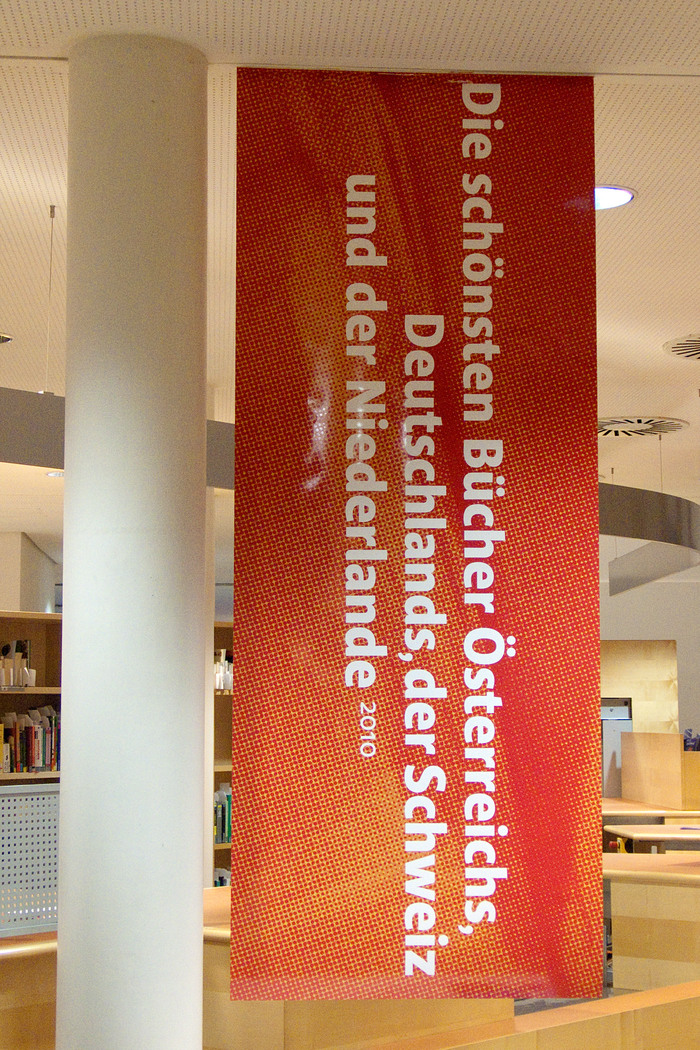 Die schönsten Bücher Österreichs,
Deutschlands, der Schweiz
und der Niederlande 2010